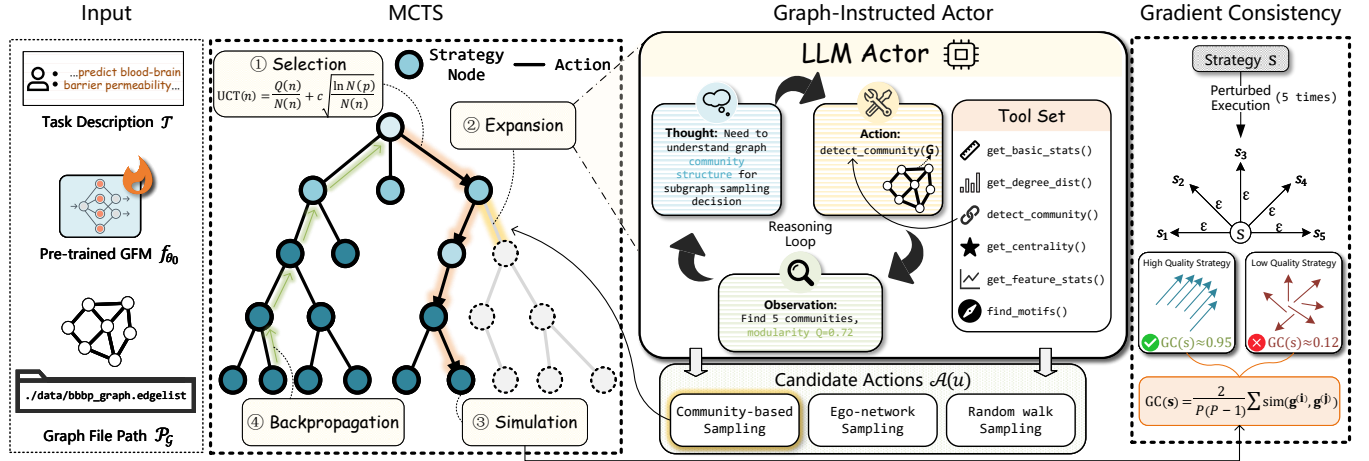 Input
...predict blood-brain
barrier permeability...
Task Description 𝒯
Pre-trained GFM f_θ₀
./data/bbbp_graph.edgelist
Graph File Path 𝒫_𝒢
MCTS
① Selection
UCT(n) = Q(n)/N(n) + c √(ln N(p)/N(n))
Strategy
Node
Action
② Expansion
④ Backpropagation
③ Simulation
Graph-Instructed Actor
LLM Actor
Thought: Need to
understand graph
community
structure for
subgraph sampling
decision
Action:
detect_community(G)
Reasoning
Loop
Observation:
Find 5 communities,
modularity Q=0.72
Tool Set
get_basic_stats()
get_degree_dist()
detect_community()
get_centrality()
get_feature_stats()
find_motifs()
Candidate Actions 𝒜(u)
Community-based
Sampling
Ego-network
Sampling
Random walk
Sampling
Gradient Consistency
Strategy S
Perturbed
Execution
(5 times)
s₃
s₂
s₄
ε
ε
ε
s₁
ε
S
ε
s₅
High Quality Strategy
GC(s)≈0.95
Low Quality Strategy
GC(s)≈0.12
GC(s) = 2/P(P − 1) ∑ sim(g⁽ⁱ⁾, g⁽ʲ⁾)